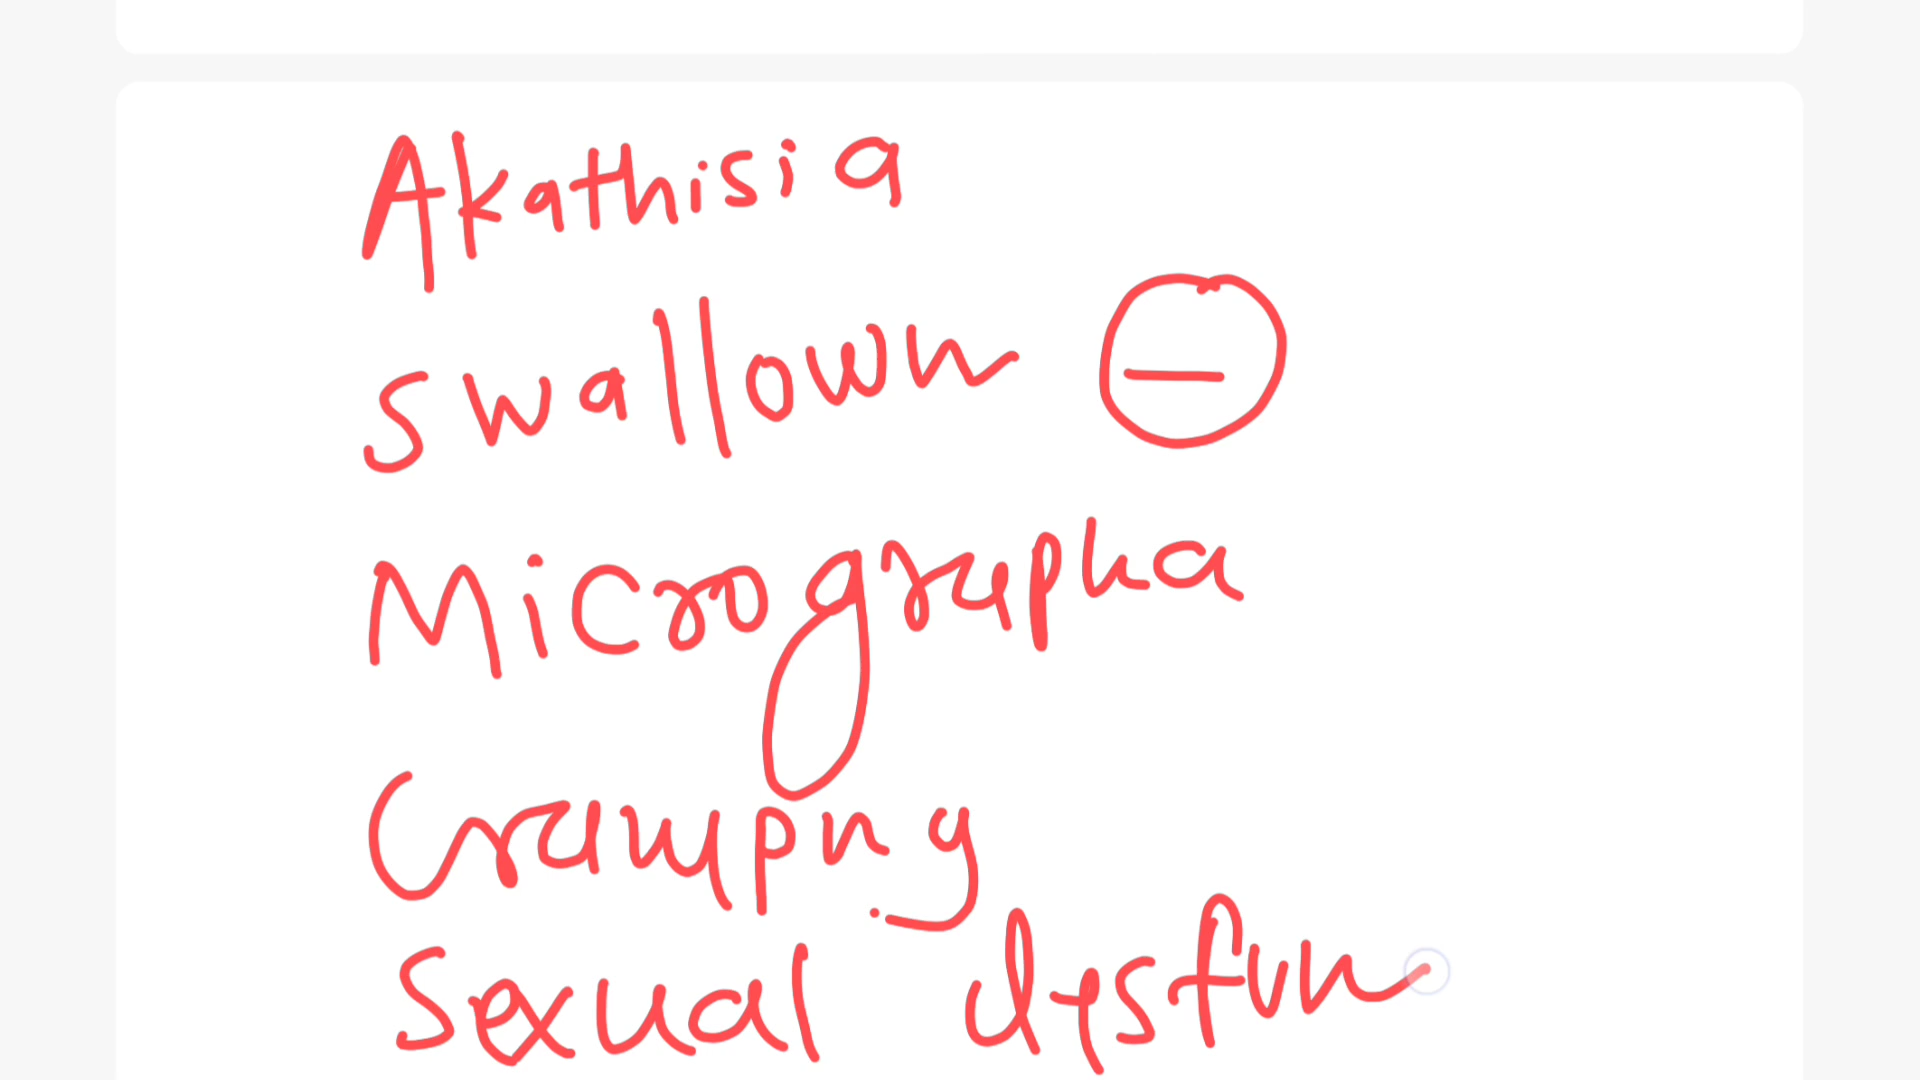 Akathisia
swallown ⊖
Micrographa
Crampng
Sexual dysfun